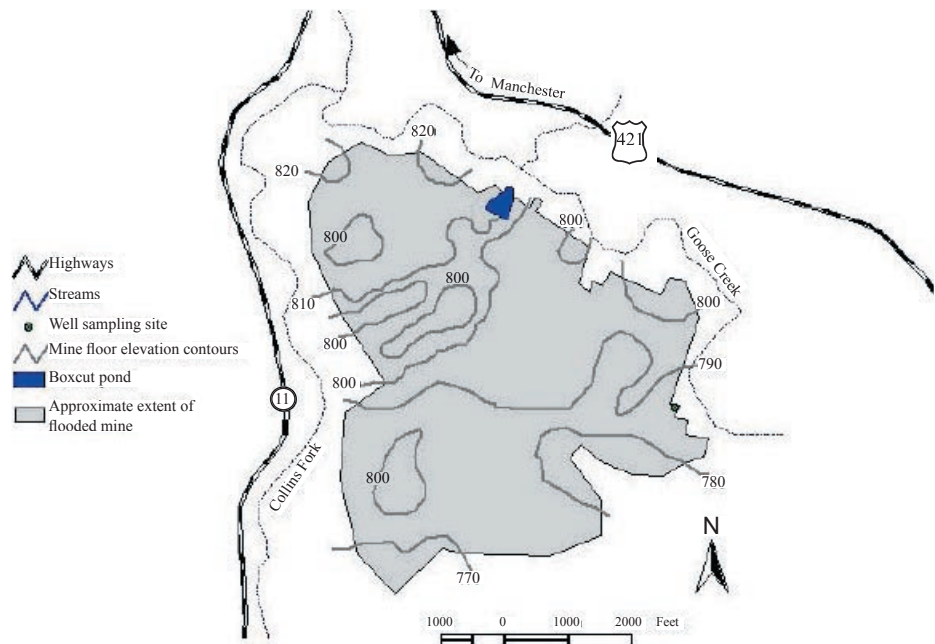 To Manchester
421
820
820
800
800
Goose Creek
Highways
Streams
Well sampling site
Mine floor elevation contours
Boxcut pond
Approximate extent of
flooded mine
810
800
800
800
800
790
11
Collins Fork
800
780
770
N
1000 0 1000 2000 Feet